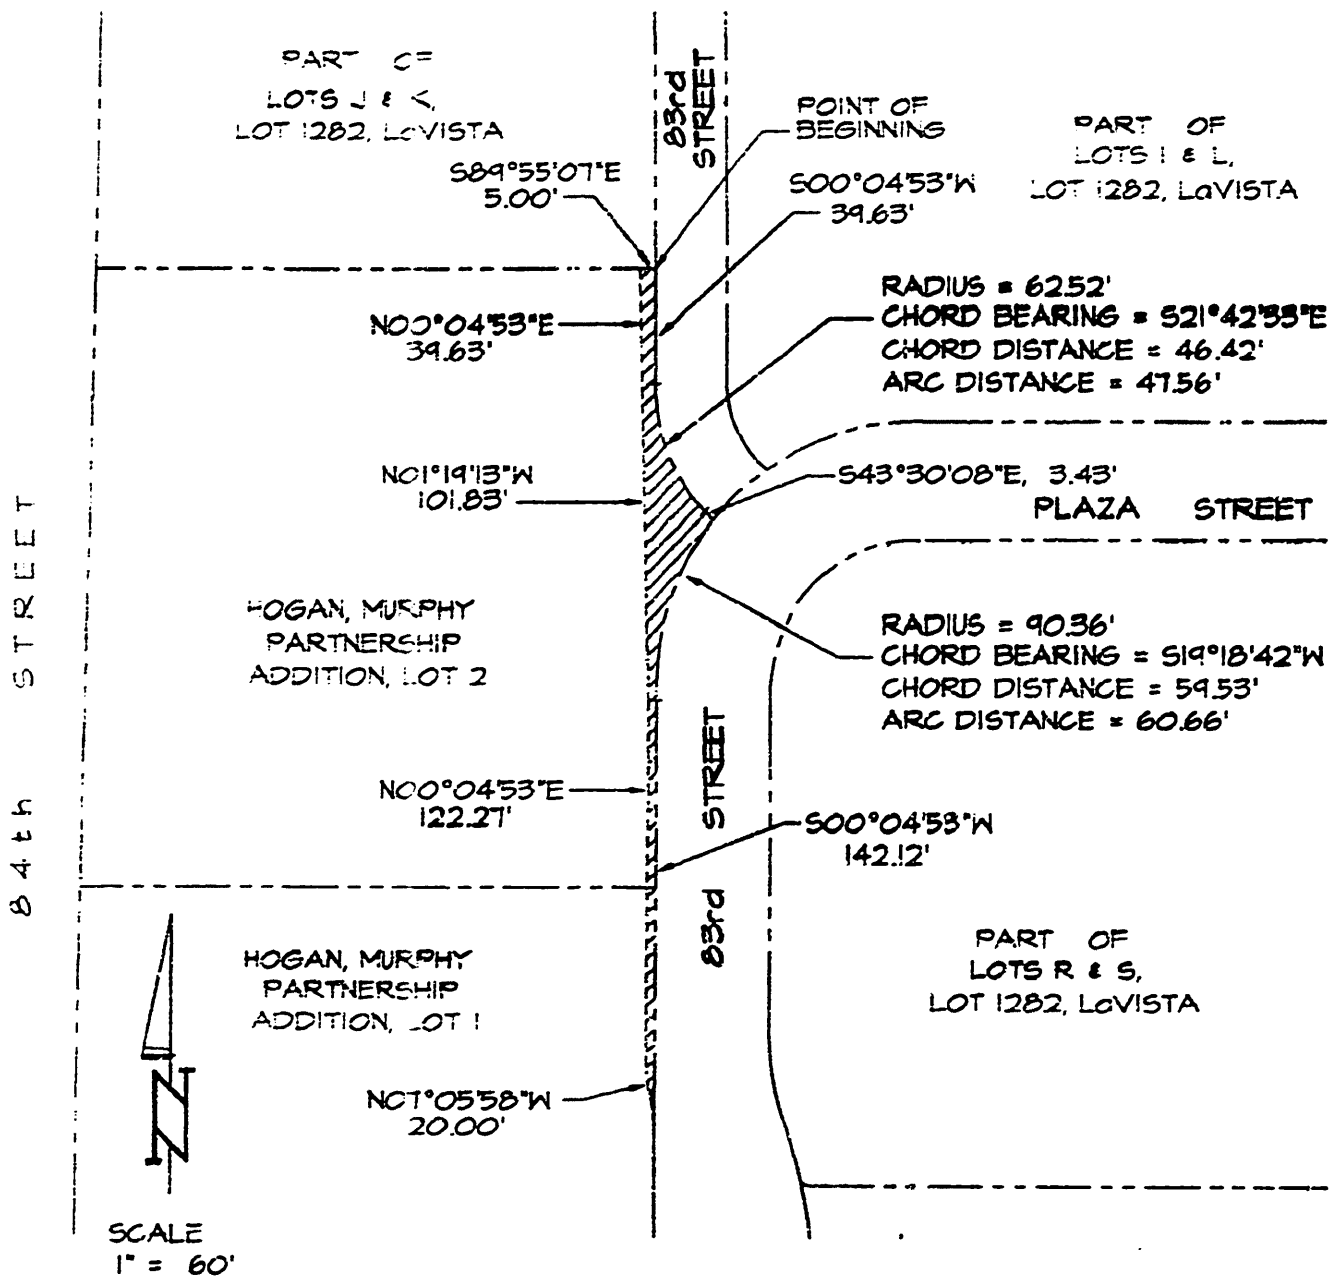 PART OF
LOTS J & K,
LOT 1282, LaVISTA
83rd
STREET
POINT OF
BEGINNING
PART OF
LOTS I & L,
LOT 1282, LaVISTA
S89°55'07"E
5.00'
S00°04'53"W
39.63'
RADIUS = 62.52'
CHORD BEARING = S21°42'33"E
CHORD DISTANCE = 46.42'
ARC DISTANCE = 47.56'
N00°04'53"E
39.63'
N01°19'13"W
101.83'
S43°30'08"E, 3.43'
PLAZA STREET
84th STREET
HOGAN, MURPHY
PARTNERSHIP
ADDITION, LOT 2
RADIUS = 90.36'
CHORD BEARING = S19°18'42"W
CHORD DISTANCE = 59.53'
ARC DISTANCE = 60.66'
N00°04'53"E
122.27'
S00°04'53"W
142.12'
83rd STREET
HOGAN, MURPHY
PARTNERSHIP
ADDITION, LOT 1
PART OF
LOTS R & S,
LOT 1282, LaVISTA
N07°05'58"W
20.00'
N
SCALE
1" = 60'